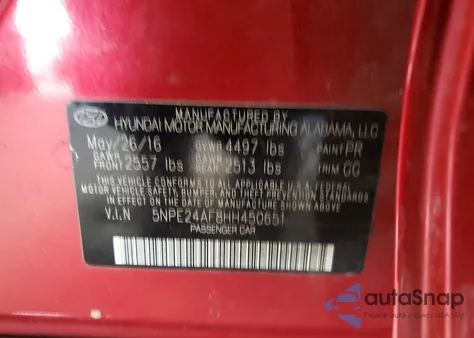 MANUFACTURED BY
HYUNDAI MOTOR MANUFACTURING ALABAMA, LLC
May/26/16 GVWR 4497 lbs PAINT PR
GAWR FRONT 2557 lbs GAWR REAR 2513 lbs TRIM GG
THIS VEHICLE CONFORMS TO ALL APPLICABLE FEDERAL
MOTOR VEHICLE SAFETY, BUMPER, AND THEFT PREVENTION
STANDARDS IN EFFECT ON THE DATE OF MANUFACTURE
SHOWN ABOVE.
V.I.N 5NPE24AF8HH450651
PASSENGER CAR
autoSnap